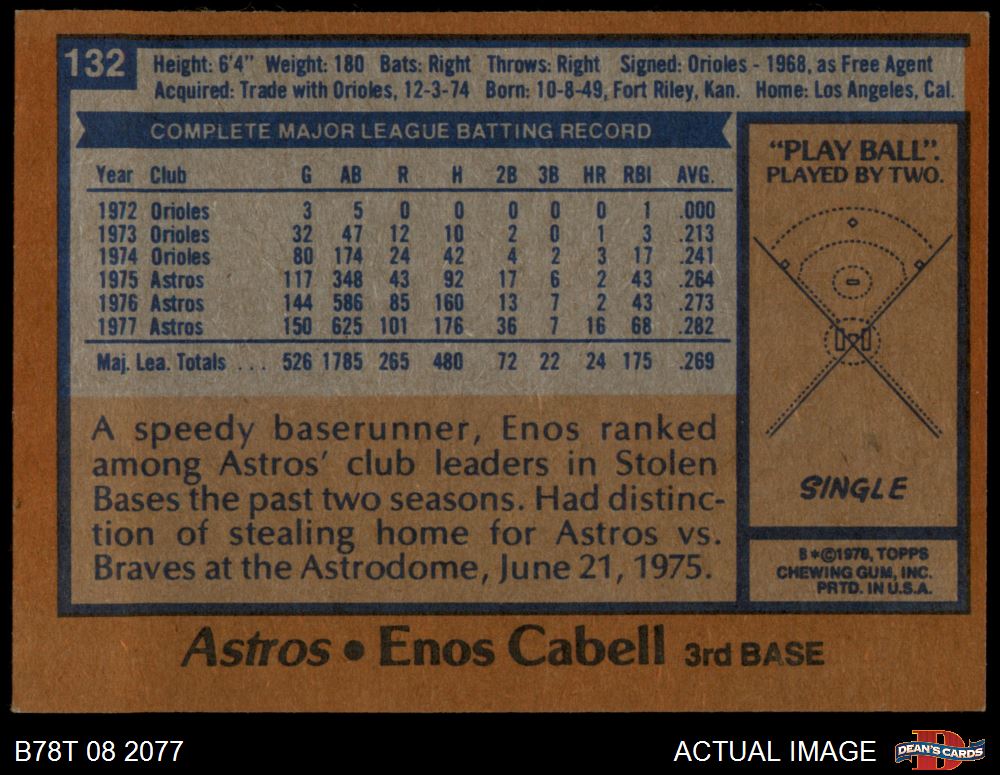 132
Height: 6'4" Weight: 180 Bats: Right Throws: Right Signed: Orioles - 1968, as Free Agent
Acquired: Trade with Orioles, 12-3-74 Born: 10-8-49, Fort Riley, Kan. Home: Los Angeles, Cal.
COMPLETE MAJOR LEAGUE BATTING RECORD
Year Club G AB R H 2B 3B HR RBI AVG.
1972 Orioles 3 5 0 0 0 0 0 1 .000
1973 Orioles 32 47 12 10 2 0 1 3 .213
1974 Orioles 80 174 24 42 4 2 3 17 .241
1975 Astros 117 348 43 92 17 6 2 43 .264
1976 Astros 144 586 85 160 13 7 2 43 .273
1977 Astros 150 625 101 176 36 7 16 68 .282
Maj. Lea. Totals . . . 526 1785 265 480 72 22 24 175 .269
A speedy baserunner, Enos ranked
among Astros' club leaders in Stolen
Bases the past two seasons. Had distinc-
tion of stealing home for Astros vs.
Braves at the Astrodome, June 21, 1975.
"PLAY BALL".
PLAYED BY TWO.
SINGLE
B*©1978, TOPPS
CHEWING GUM, INC.
PRTD. IN U.S.A.
Astros • Enos Cabell 3rd BASE
B78T 08 2077
ACTUAL IMAGE
D
DEAN'S CARDS